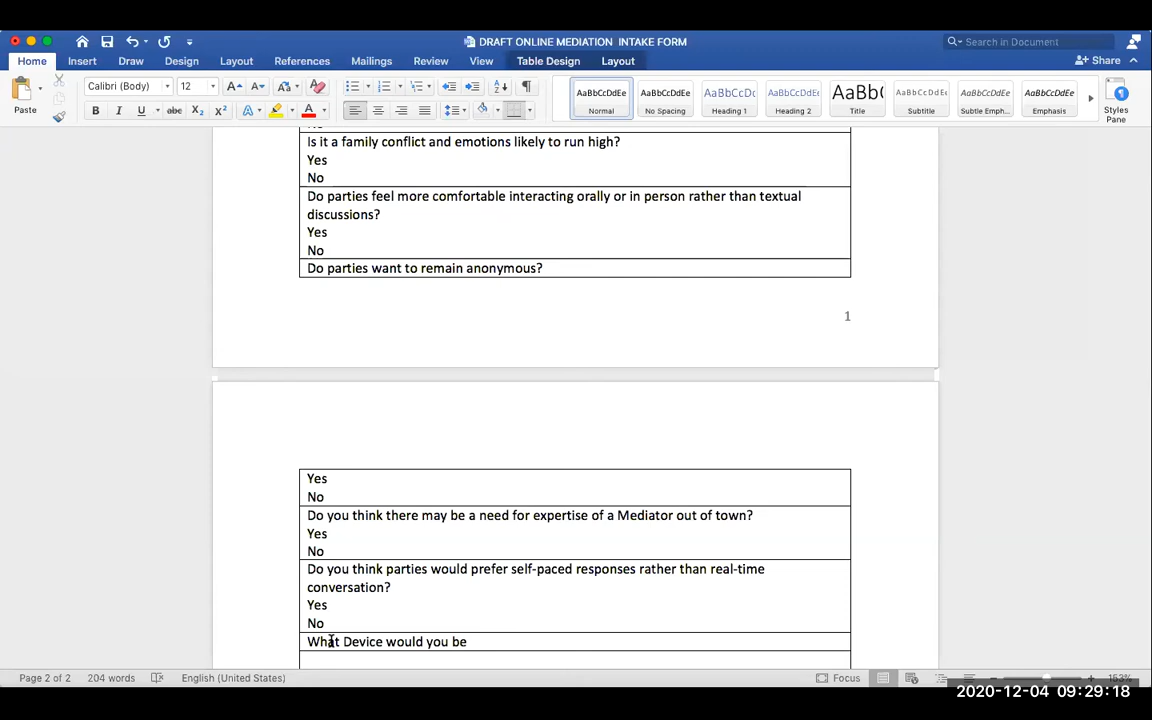 DRAFT ONLINE MEDIATION INTAKE FORM
Search in Document
Home Insert Draw Design Layout References Mailings Review View Table Design Layout
Share
Paste
Calibri (Body) 12
AaBbCcDdEe AaBbCcDdEe AaBbCcDc AaBbCcDdEe AaBbC AaBbCcDdEe AaBbCcDdEe AaBbCcDdEe
Normal No Spacing Heading 1 Heading 2 Title Subtitle Subtle Emph... Emphasis
Styles
Pane
No
Is it a family conflict and emotions likely to run high?
Yes
No
Do parties feel more comfortable interacting orally or in person rather than textual
discussions?
Yes
No
Do parties want to remain anonymous?
1
Yes
No
Do you think there may be a need for expertise of a Mediator out of town?
Yes
No
Do you think parties would prefer self-paced responses rather than real-time
conversation?
Yes
No
What Device would you be
Page 2 of 2 204 words English (United States) Focus 153%
2020-12-04 09:29:18